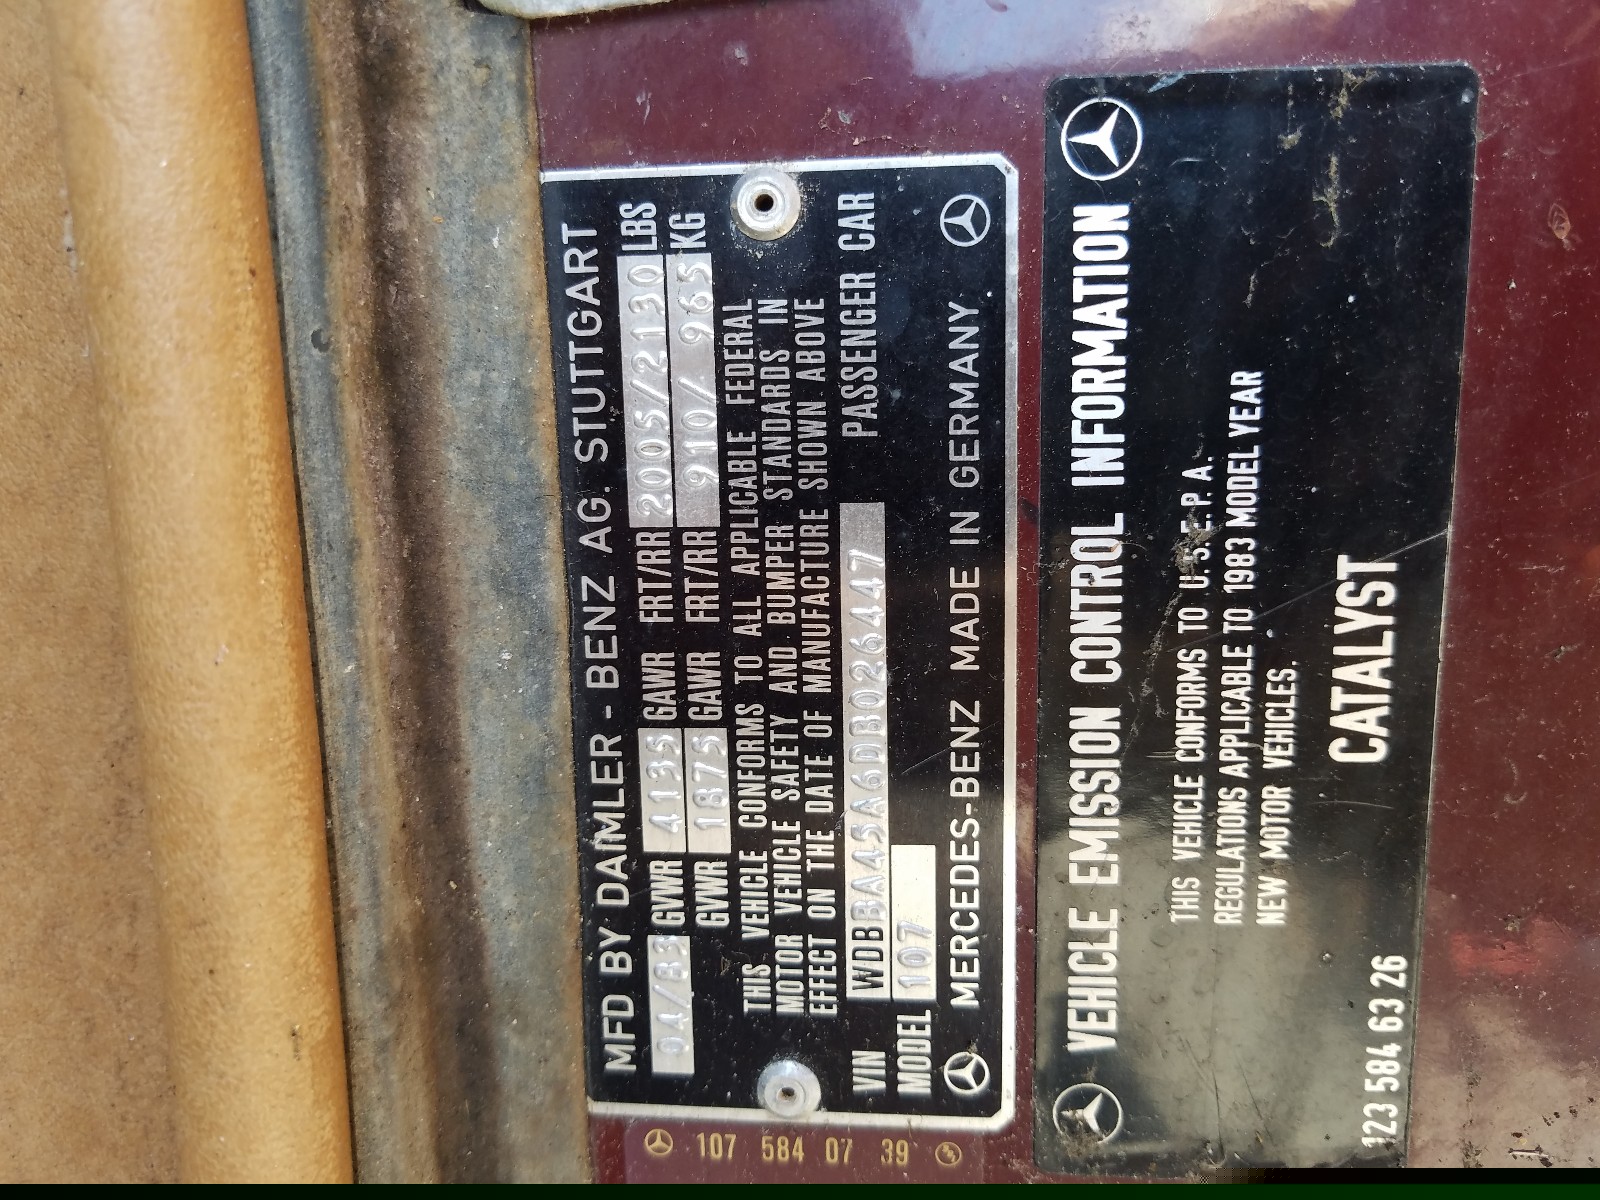 MFD BY DAIMLER - BENZ AG. STUTTGART
04/83 GVWR 4135 GAWR FRT/RR 2005/2130 LBS
GVWR 1875 GAWR FRT/RR 910/ 965 KG
THIS VEHICLE CONFORMS TO ALL APPLICABLE FEDERAL
MOTOR VEHICLE SAFETY AND BUMPER STANDARDS IN
EFFECT ON THE DATE OF MANUFACTURE SHOWN ABOVE
VIN WDBBA45A6DB026447 PASSENGER CAR
MODEL 107
MERCEDES-BENZ MADE IN GERMANY
107 584 07 39
VEHICLE EMISSION CONTROL INFORMATION
THIS VEHICLE CONFORMS TO U.S.E.P.A.
REGULATIONS APPLICABLE TO 1983 MODEL YEAR
NEW MOTOR VEHICLES.
CATALYST
123 584 63 26